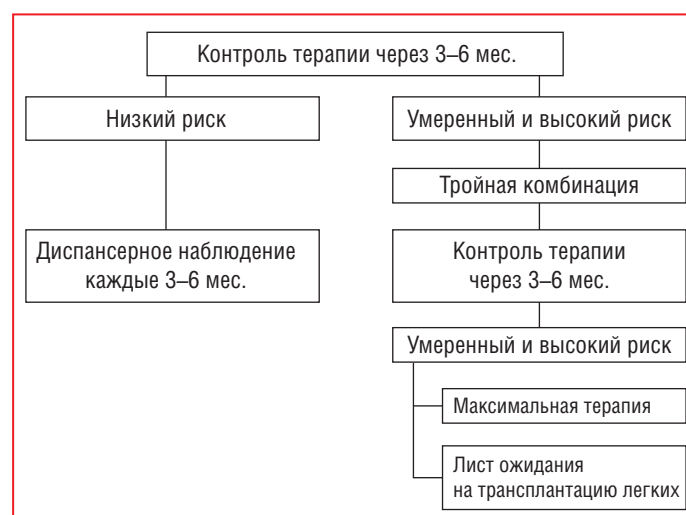 Контроль терапии через 3–6 мес.
Низкий риск
Умеренный и высокий риск
Тройная комбинация
Диспансерное наблюдение
каждые 3–6 мес.
Контроль терапии
через 3–6 мес.
Умеренный и высокий риск
Максимальная терапия
Лист ожидания
на трансплантацию легких